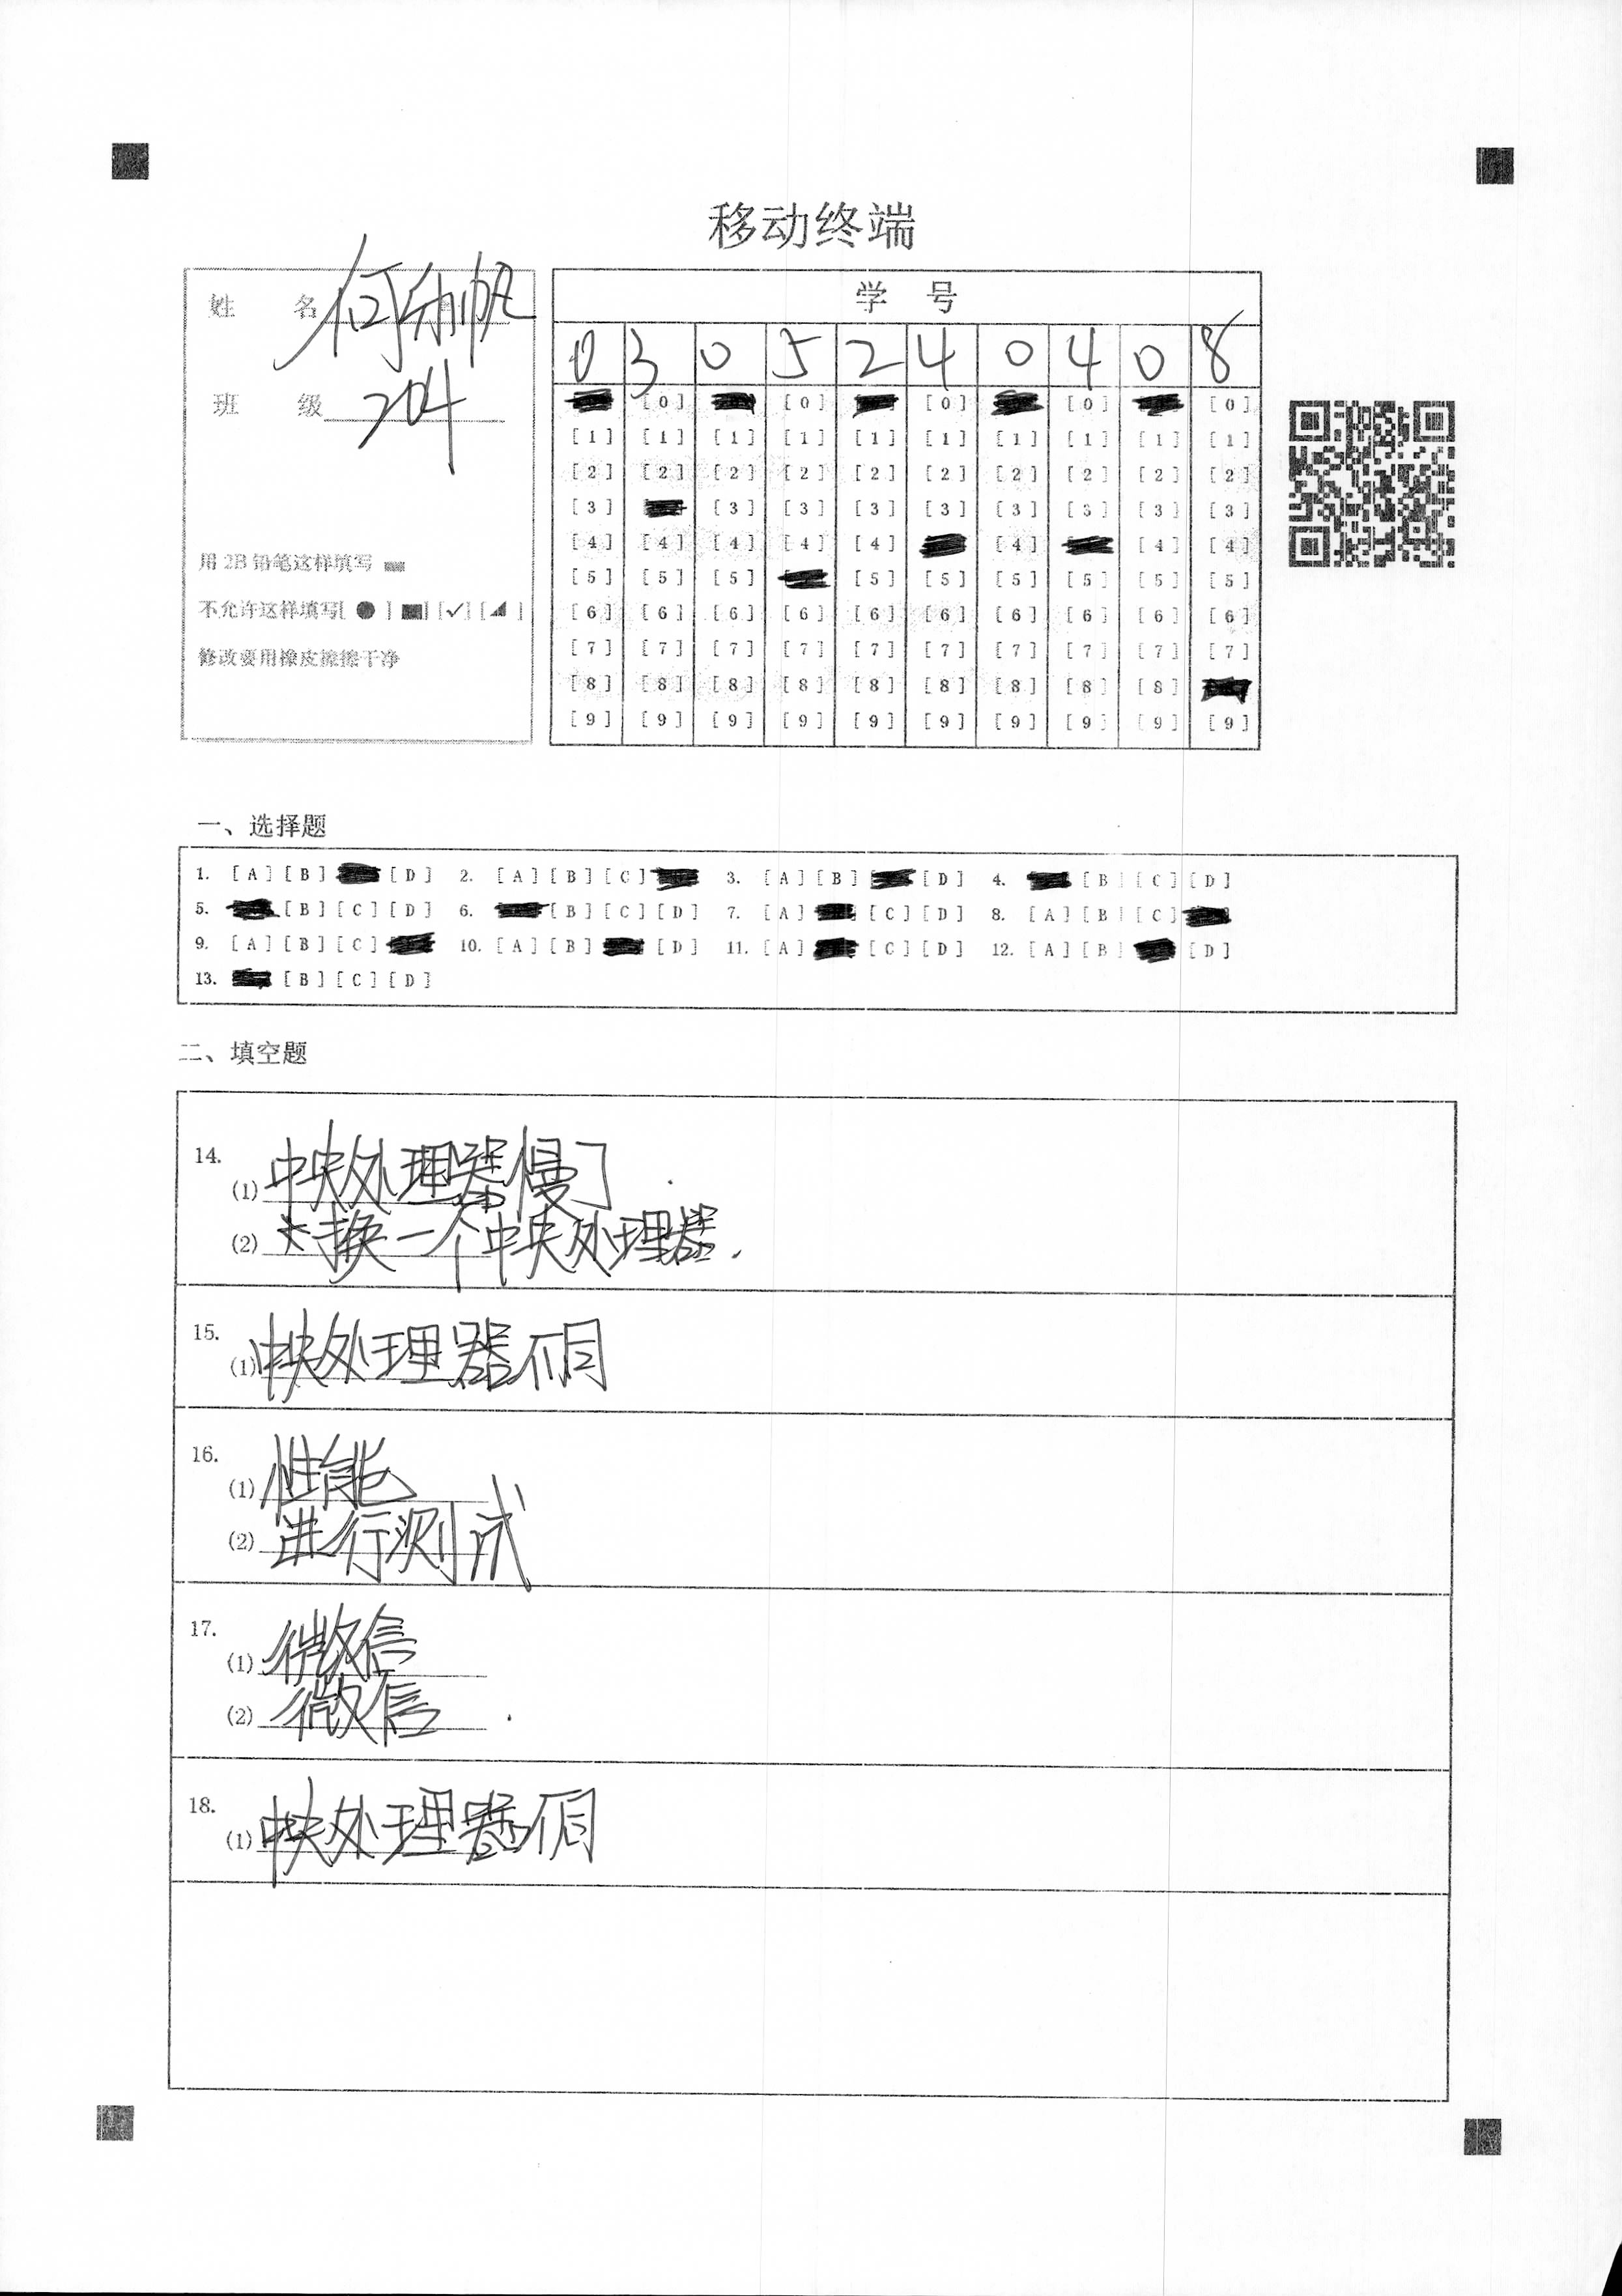 移动终端
姓 名 何
班 级 204
用2B铅笔这样填写
不允许这样填写[ ● ] [■] [✓] [◢ ]
修改要用橡皮擦擦干净
学 号
0 3 0 5 2 4 0 4 0 8
[0] [0] [0] [0] [0]
[1] [1] [1] [1] [1] [1] [1] [1] [1] [1]
[2] [2] [2] [2] [2] [2] [2] [2] [2] [2]
[3] [3] [3] [3] [3] [3] [3] [3] [3]
[4] [4] [4] [4] [4] [4] [4] [4]
[5] [5] [5] [5] [5] [5] [5] [5] [5]
[6] [6] [6] [6] [6] [6] [6] [6] [6] [6]
[7] [7] [7] [7] [7] [7] [7] [7] [7] [7]
[8] [8] [8] [8] [8] [8] [8] [8] [8]
[9] [9] [9] [9] [9] [9] [9] [9] [9] [9]
一、选择题
1. [A] [B] [D] 2. [A] [B] [C] 3. [A] [B] [D] 4. [B] [C] [D]
5. [B] [C] [D] 6. [B] [C] [D] 7. [A] [C] [D] 8. [A] [B] [C]
9. [A] [B] [C] 10. [A] [B] [D] 11. [A] [C] [D] 12. [A] [B] [D]
13. [B] [C] [D]
二、填空题
14.
(1) 中央处理器慢了
(2) 换一个中央处理器.
15.
(1) 中央处理器不同
16.
(1) 性能
(2) 进行测试
17.
(1) 微信
(2) 微信
18.
(1) 中央处理器不同